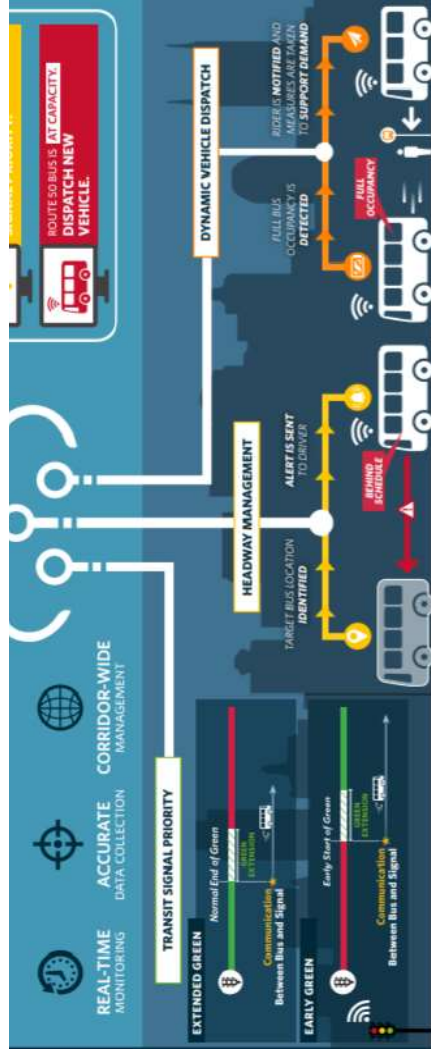 REAL-TIME
MONITORING
ACCURATE
DATA COLLECTION
CORRIDOR-WIDE
MANAGEMENT
ROUTE 50 BUS IS AT CAPACITY.
DISPATCH NEW
VEHICLE.
TRANSIT SIGNAL PRIORITY
EXTENDED GREEN
Normal End of Green
GREEN
EXTENSION
Communication
Between Bus and Signal
EARLY GREEN
Early Start of Green
GREEN
EXTENSION
Communication
Between Bus and Signal
HEADWAY MANAGEMENT
TARGET BUS LOCATION
IDENTIFIED
ALERT IS SENT
TO DRIVER
BEHIND
SCHEDULE
DYNAMIC VEHICLE DISPATCH
FULL BUS
OCCUPANCY IS
DETECTED
RIDER IS NOTIFIED AND
MEASURES ARE TAKEN
TO SUPPORT DEMAND
FULL
OCCUPANCY